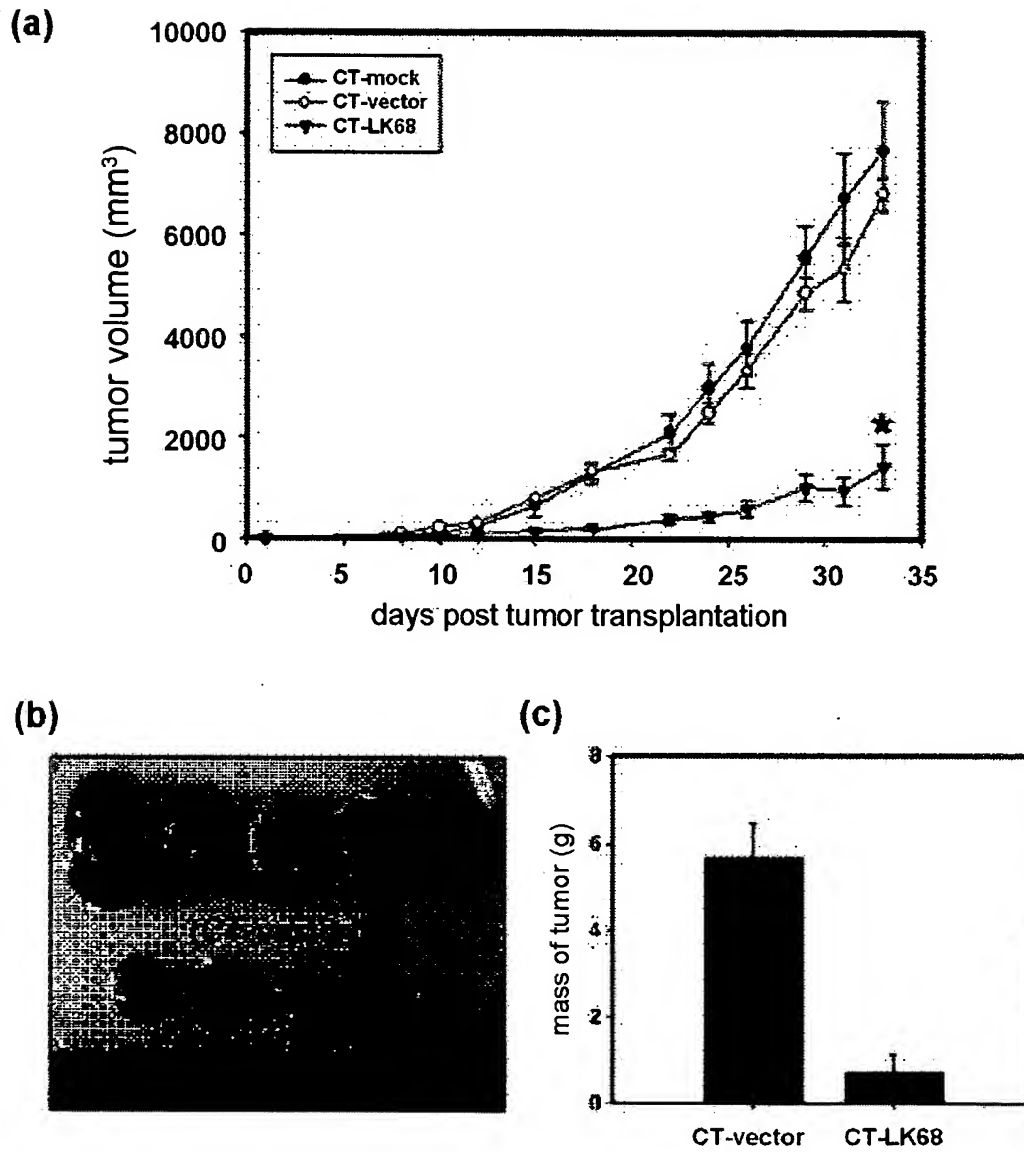 (a)
10000
8000
6000
4000
2000
0
tumor volume (mm³)
CT-mock
CT-vector
CT-LK68
0 5 10 15 20 25 30 35
days post tumor transplantation
(b)
(c)
8
6
4
2
0
mass of tumor (g)
CT-vector CT-LK68